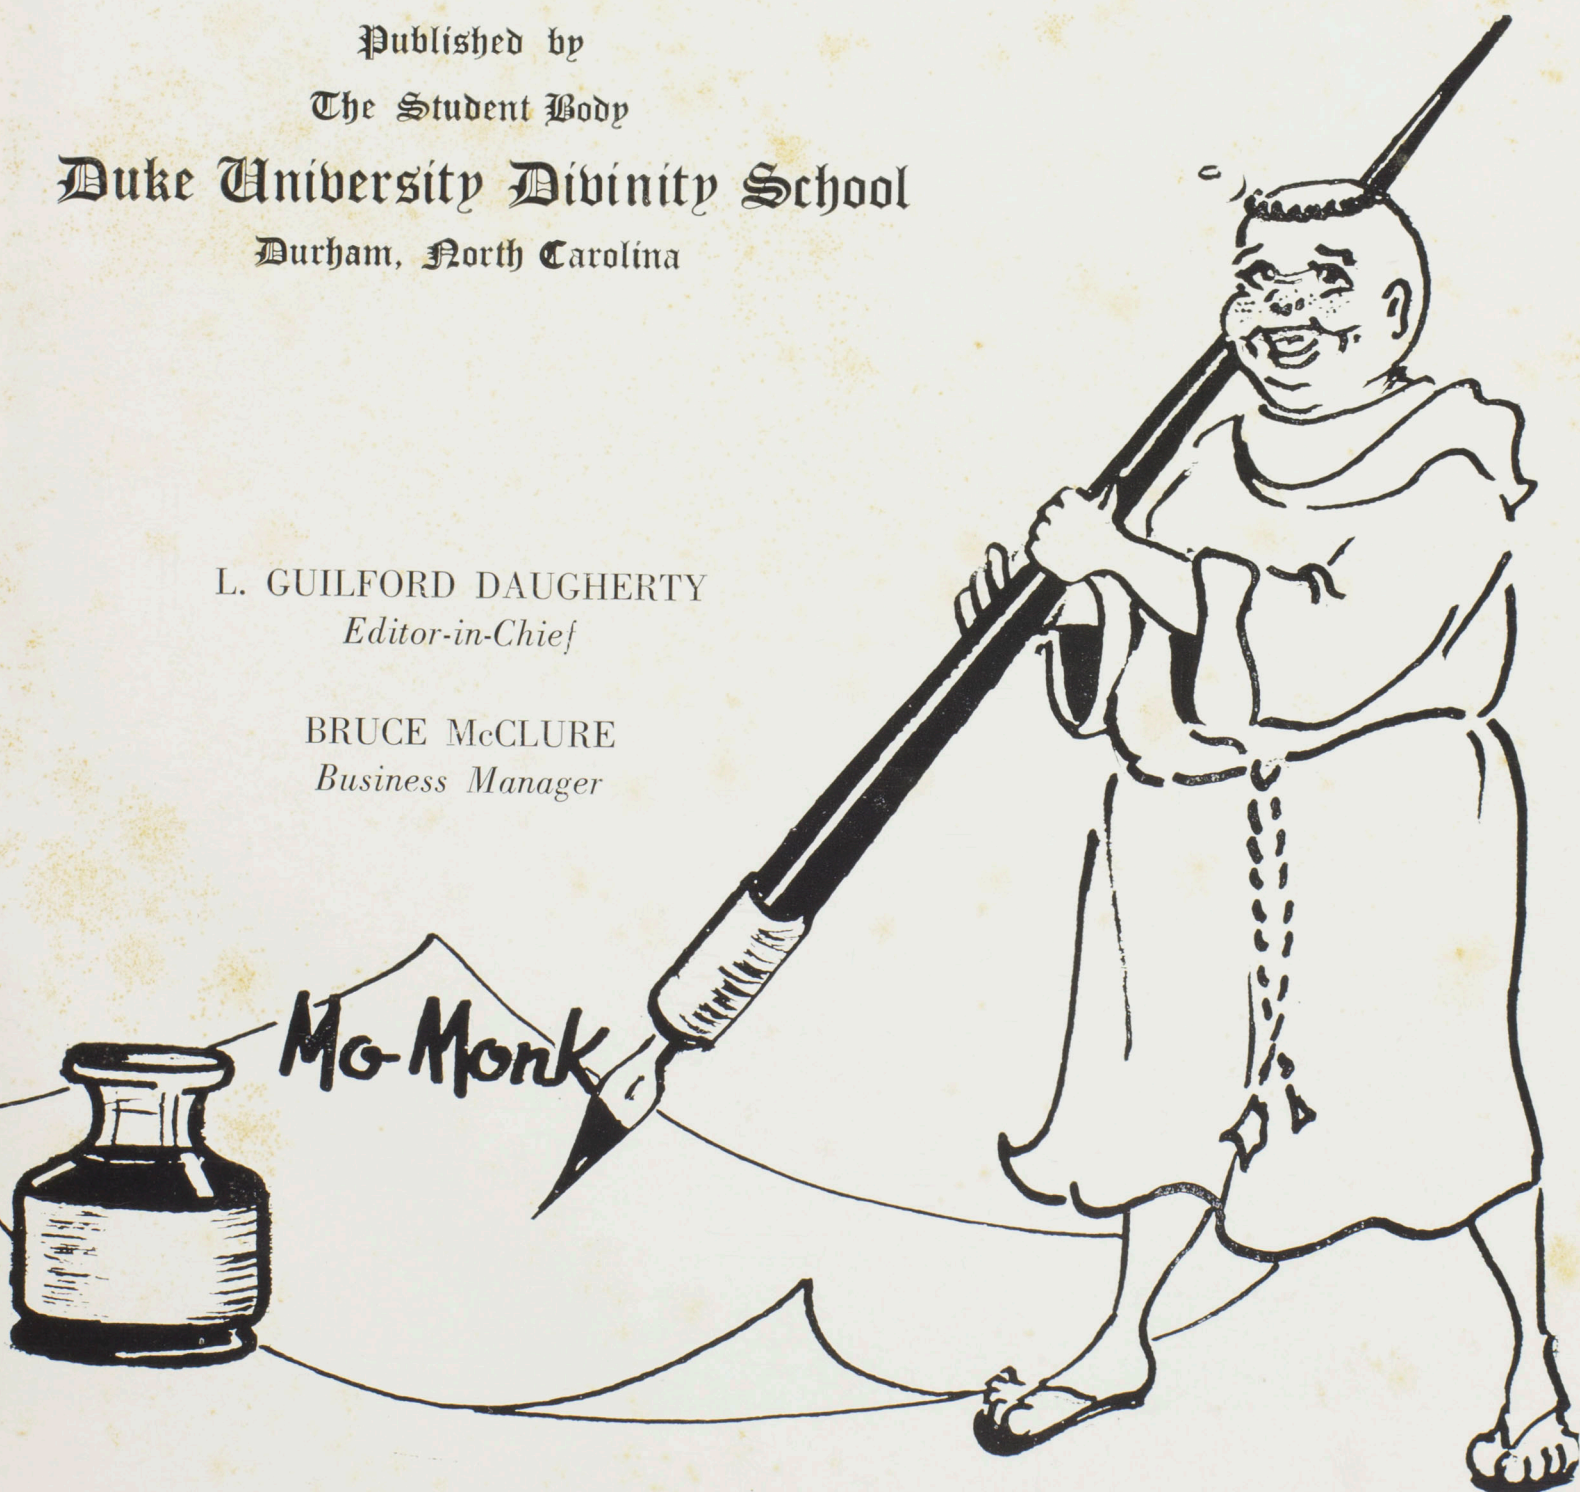 Published by
The Student Body
Duke University Divinity School
Durham, North Carolina
L. GUILFORD DAUGHERTY
Editor-in-Chief
BRUCE McCLURE
Business Manager
Mo-Monk